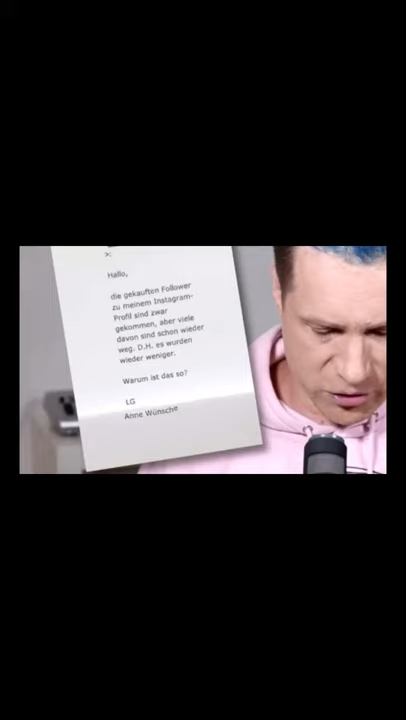 >:
Hallo,
die gekauften Follower
zu meinem Instagram-
Profil sind zwar
gekommen, aber viele
davon sind schon wieder
weg. D.H. es wurden
wieder weniger.
Warum ist das so?
LG
Anne Wünsche